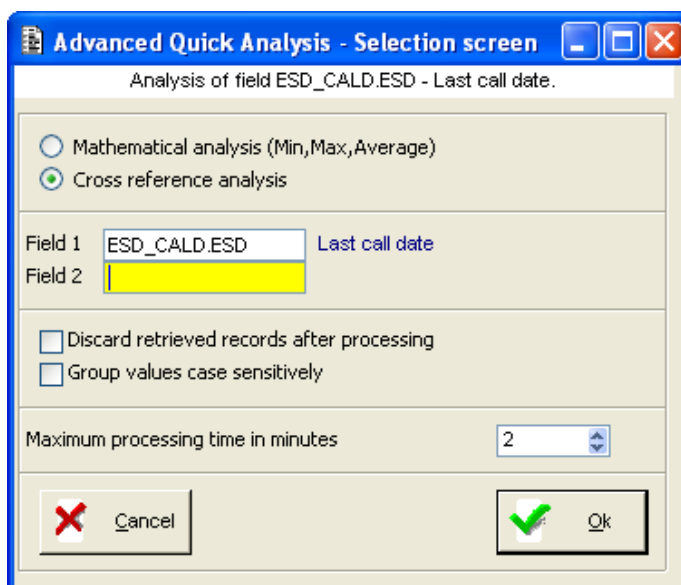 Advanced Quick Analysis - Selection screen
Analysis of field ESD_CALD.ESD - Last call date.
Mathematical analysis (Min,Max,Average)
Cross reference analysis
Field 1 ESD_CALD.ESD Last call date
Field 2
Discard retrieved records after processing
Group values case sensitively
Maximum processing time in minutes 2
Cancel Ok